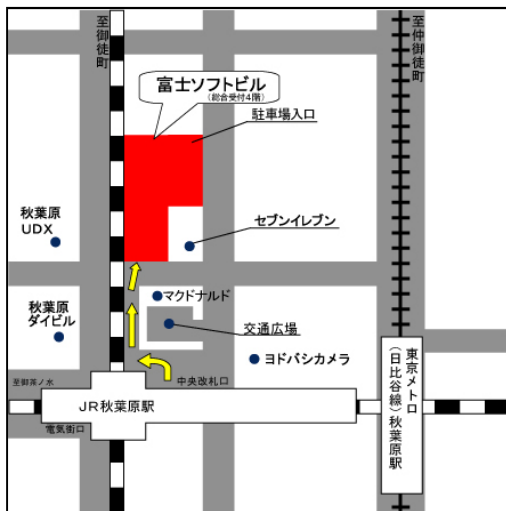 至御徒町
至仲御徒町
富士ソフトビル
(総合受付4階)
駐車場入口
秋葉原
UDX
セブンイレブン
マクドナルド
秋葉原
ダイビル
交通広場
ヨドバシカメラ
至御茶ノ水
中央改札口
JR秋葉原駅
電気街口
東京メトロ
(日比谷線)秋葉原駅